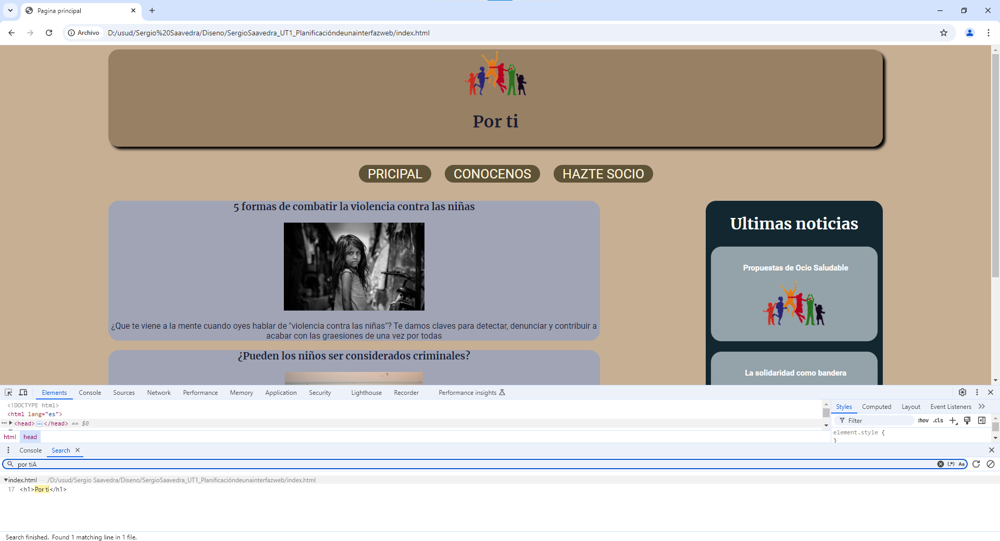 Pagina principal
Archivo
D:/usud/Sergio%20Saavedra/Diseno/SergioSaavedra_UT1_Planificacióndeunainterfazweb/index.html
Por ti
PRICIPAL CONOCENOS HAZTE SOCIO
5 formas de combatir la violencia contra las niñas
¿Que te viene a la mente cuando oyes hablar de "violencia contra las niñas"? Te damos claves para detectar, denunciar y contribuir a
acabar con las graesiones de una vez por todas
¿Pueden los niños ser considerados criminales?
Ultimas noticias
Propuestas de Ocio Saludable
La solidaridad como bandera
Elements Console Sources Network Performance Memory Application Security Lighthouse Recorder Performance insights
<!DOCTYPE html>
<html lang="es">
<head>…</head> == $0
html head
Styles Computed Layout Event Listeners
Filter :hov .cls
element.style {
}
Console Search
por tiA
(.*) Aa
index.html — /D:/usud/Sergio Saavedra/Diseno/SergioSaavedra_UT1_Planificacióndeunainterfazweb/index.html
17 <h1>Por ti</h1>
Search finished. Found 1 matching line in 1 file.